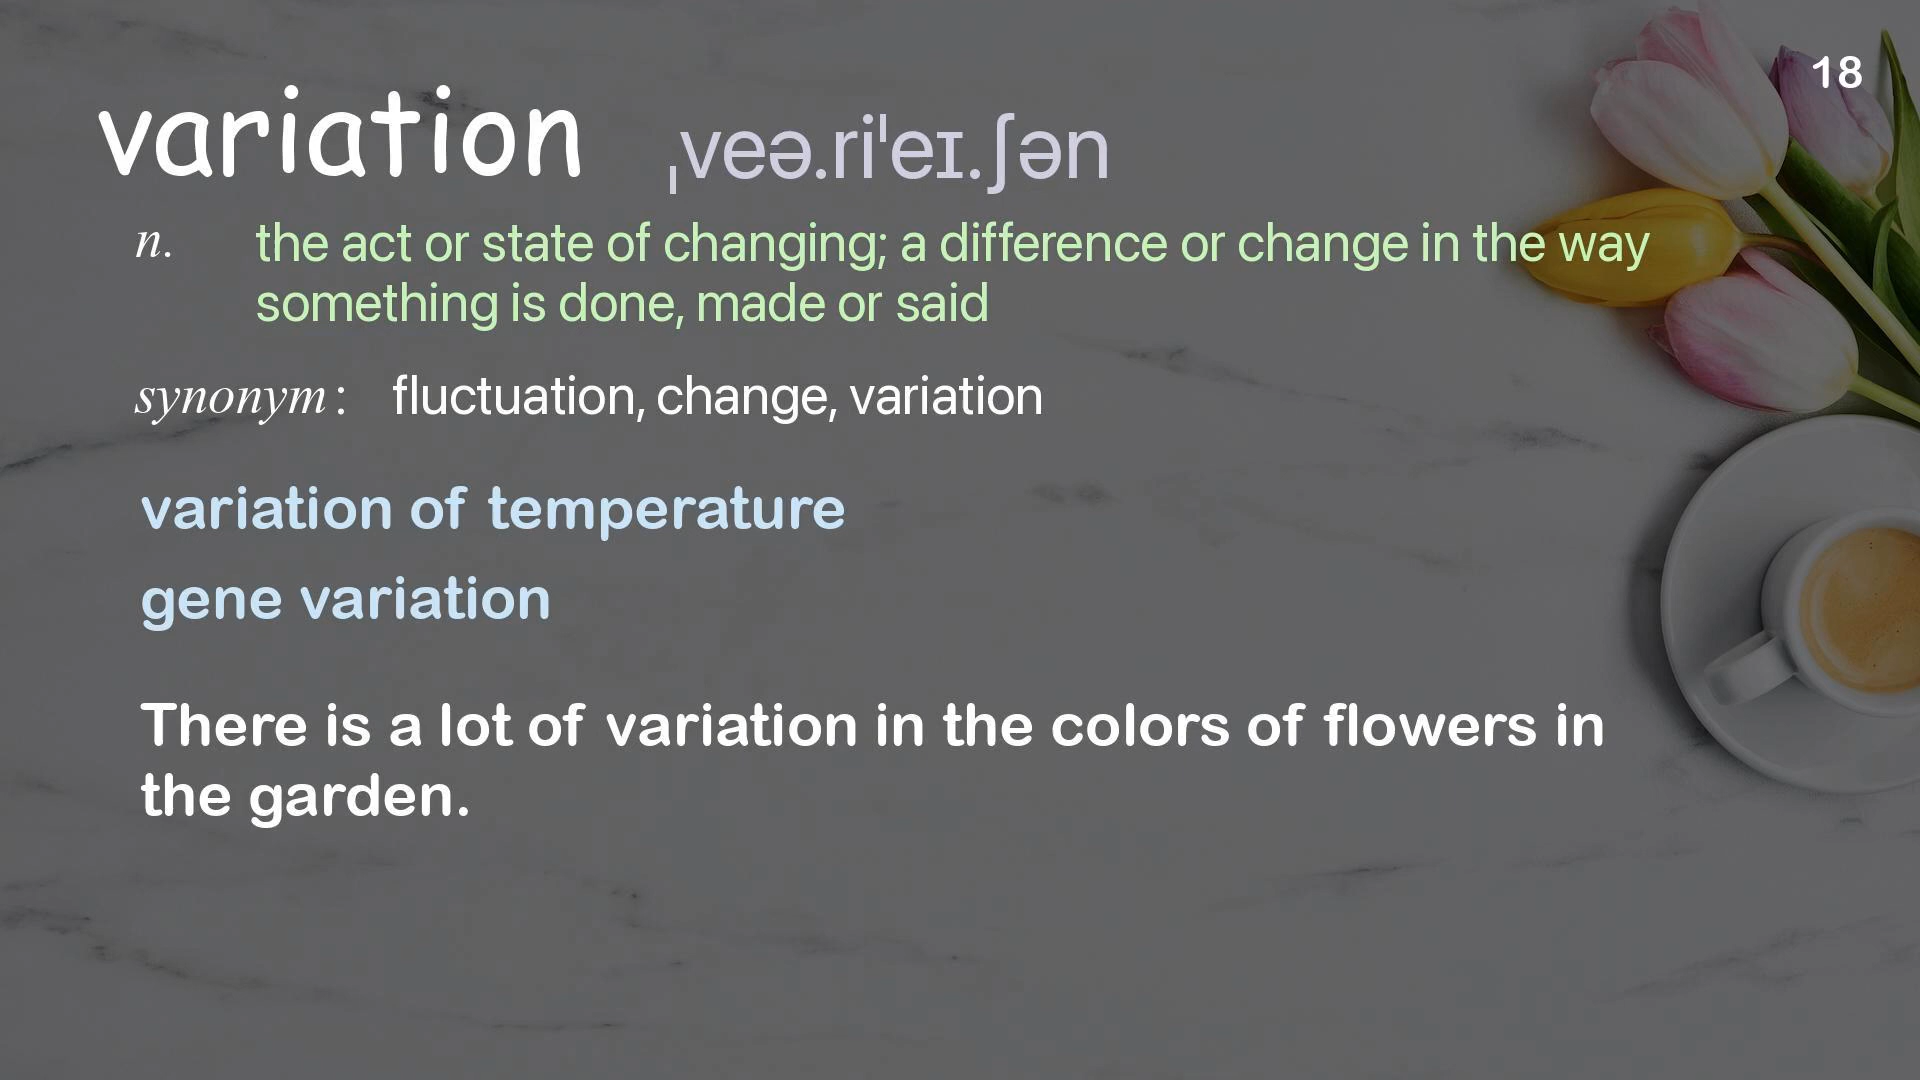 18
variation ˌveə.riˈeɪ.ʃən
n. the act or state of changing; a difference or change in the way
something is done, made or said
synonym : fluctuation, change, variation
variation of temperature
gene variation
There is a lot of variation in the colors of flowers in
the garden.